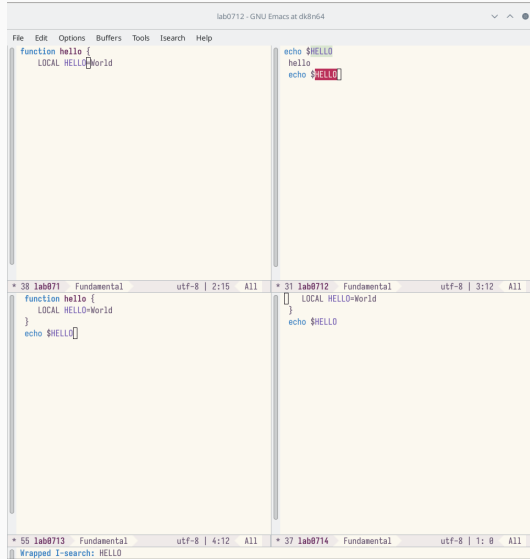 lab0712 - GNU Emacs at dk8n64
File Edit Options Buffers Tools Isearch Help
function hello {
LOCAL HELLO=World
* 38 lab071 Fundamental utf-8 | 2:15 All
echo $HELLO
hello
echo $HELLO
* 31 lab0712 Fundamental utf-8 | 3:12 All
function hello {
LOCAL HELLO=World
}
echo $HELLO
* 55 lab0713 Fundamental utf-8 | 4:12 All
LOCAL HELLO=World
}
echo $HELLO
* 37 lab0714 Fundamental utf-8 | 1: 0 All
Wrapped I-search: HELLO